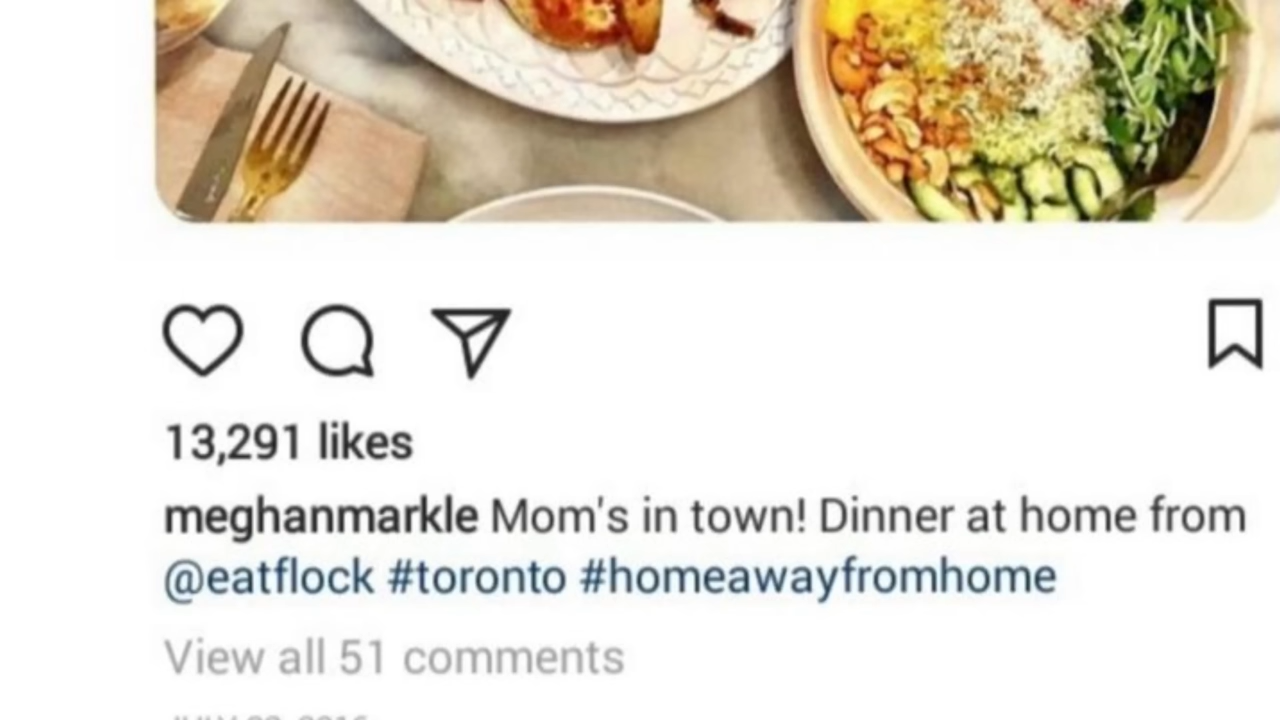 13,291 likes
meghanmarkle Mom's in town! Dinner at home from
@eatflock #toronto #homeawayfromhome
View all 51 comments